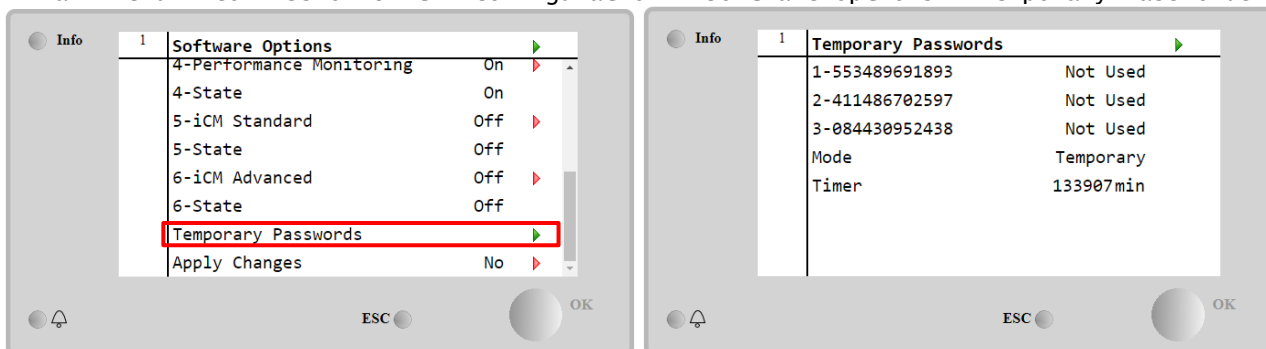 Info
1
Software Options
4-Performance Monitoring On
4-State On
5-iCM Standard Off
5-State Off
6-iCM Advanced Off
6-State Off
Temporary Passwords
Apply Changes No
ESC
OK
Info
1
Temporary Passwords
1-553489691893 Not Used
2-411486702597 Not Used
3-084430952438 Not Used
Mode Temporary
Timer 133907min
ESC
OK